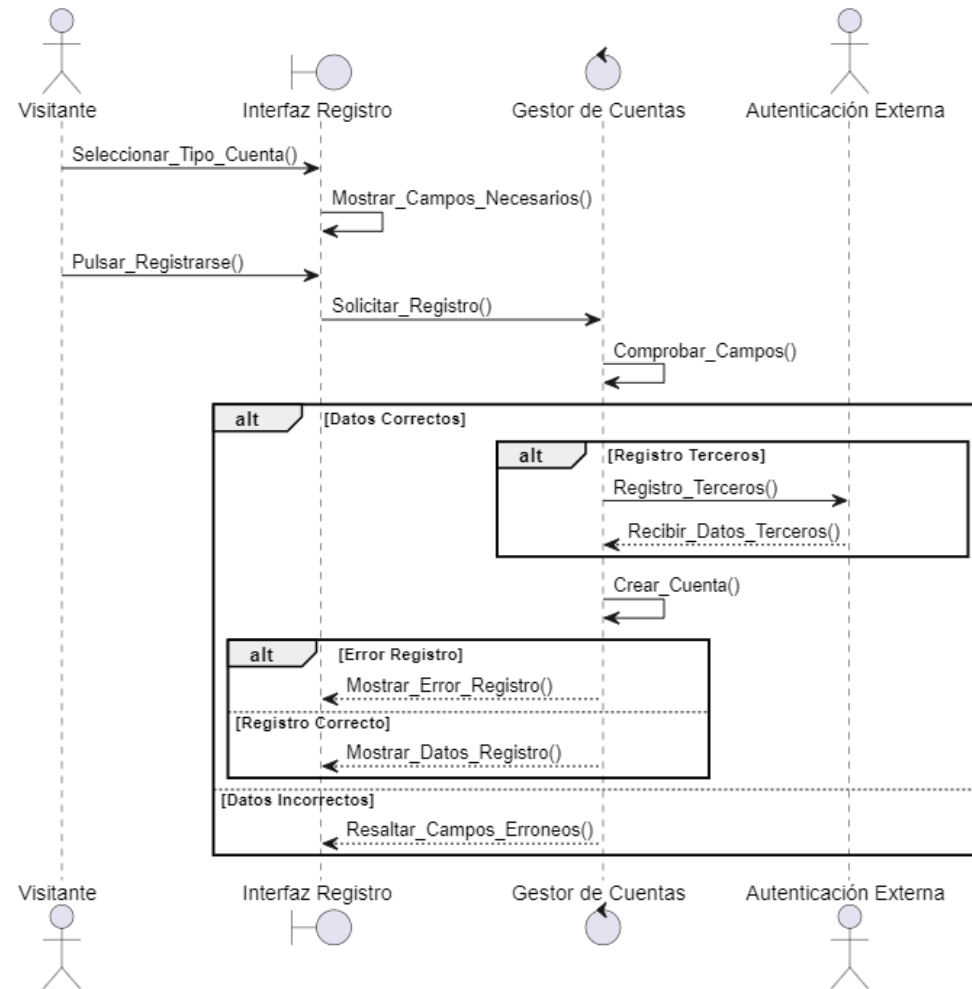 Visitante
Interfaz Registro
Gestor de Cuentas
Autenticación Externa
Seleccionar_Tipo_Cuenta()
Mostrar_Campos_Necesarios()
Pulsar_Registrarse()
Solicitar_Registro()
Comprobar_Campos()
alt [Datos Correctos]
alt [Registro Terceros]
Registro_Terceros()
Recibir_Datos_Terceros()
Crear_Cuenta()
alt [Error Registro]
Mostrar_Error_Registro()
[Registro Correcto]
Mostrar_Datos_Registro()
[Datos Incorrectos]
Resaltar_Campos_Erroneos()
Visitante
Interfaz Registro
Gestor de Cuentas
Autenticación Externa